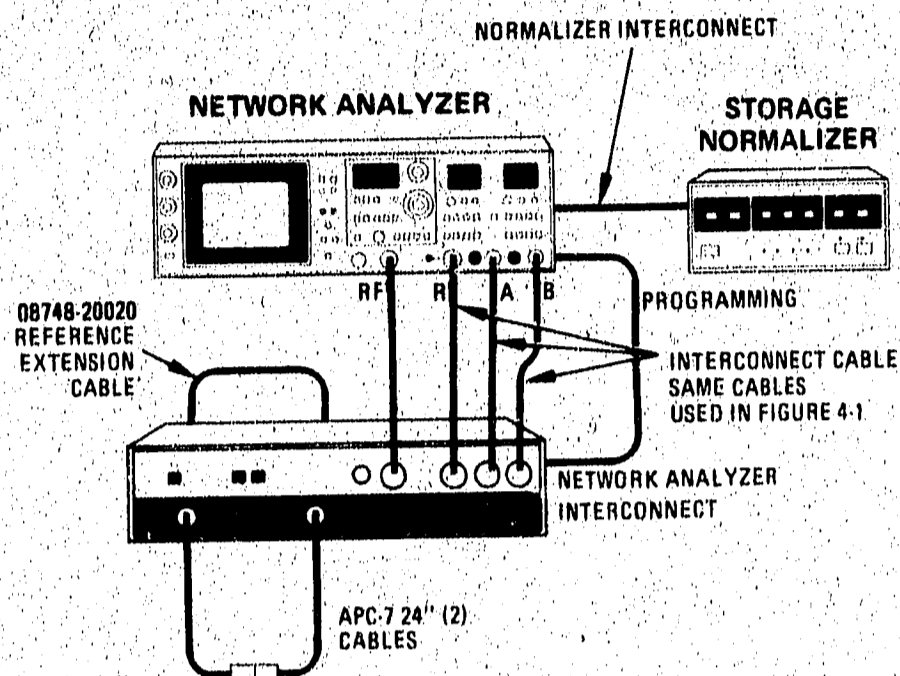 NORMALIZER INTERCONNECT
NETWORK ANALYZER
STORAGE
NORMALIZER
RF
R
A
B
PROGRAMMING
08748-20020
REFERENCE
EXTENSION
CABLE
INTERCONNECT CABLE
SAME CABLES
USED IN FIGURE 4-1
NETWORK ANALYZER
INTERCONNECT
APC-7 24" (2)
CABLES